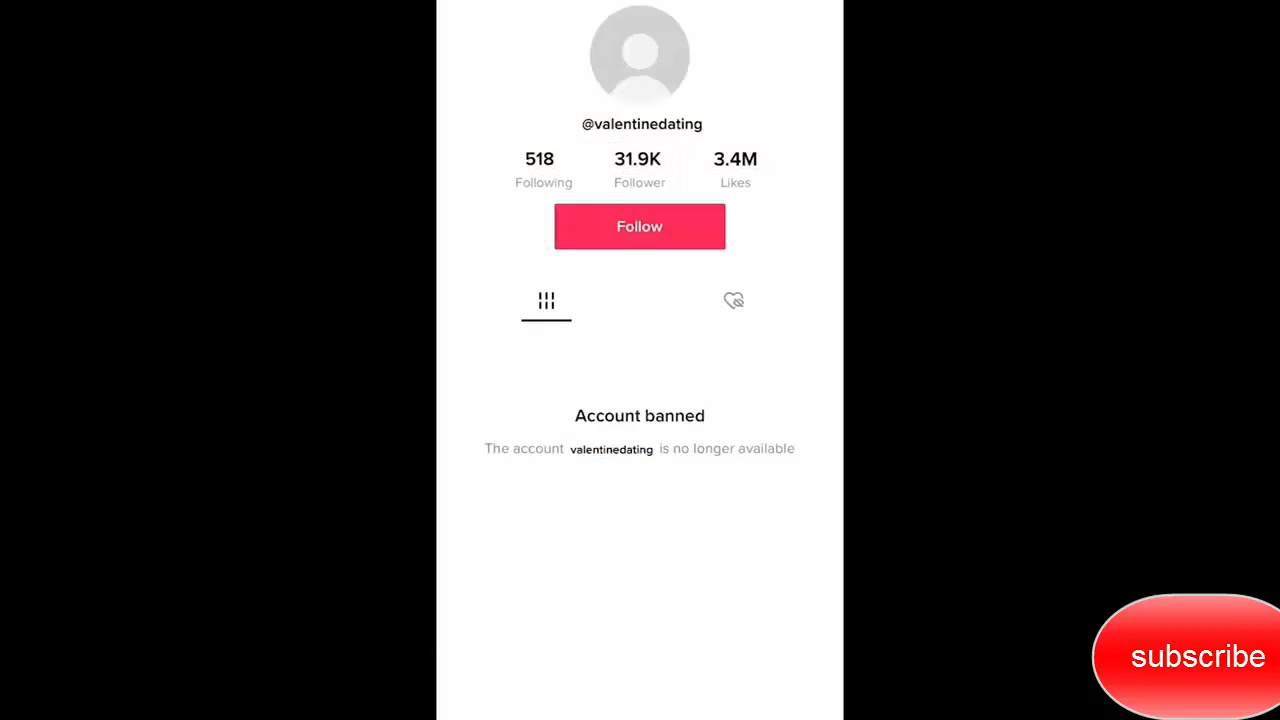 @valentinedating
518 31.9K 3.4M
Following Follower Likes
Follow
Account banned
The account valentinedating is no longer available
subscribe